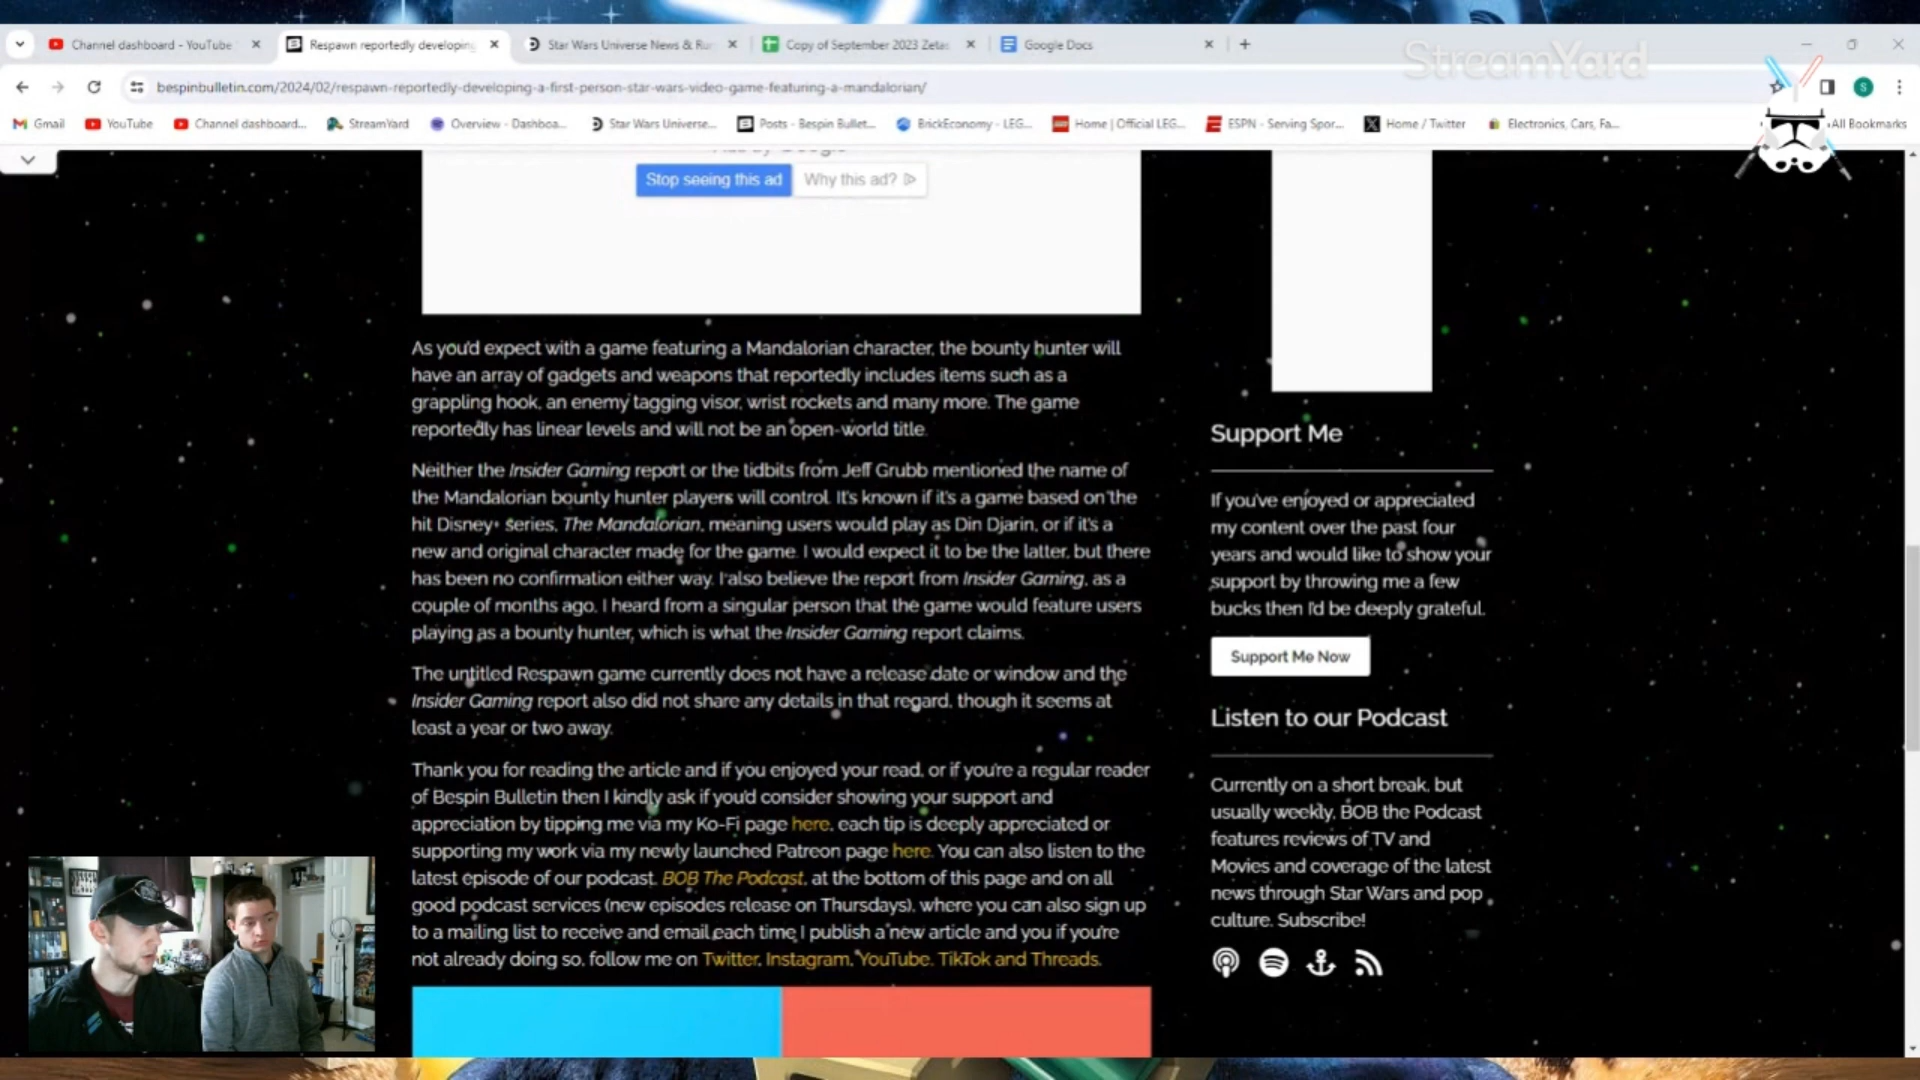 Channel dashboard - YouTube
Respawn reportedly developing
Star Wars Universe News & Ru
Copy of September 2023 Zeta
Google Docs
StreamYard
bespinbulletin.com/2024/02/respawn-reportedly-developing-a-first-person-star-wars-video-game-featuring-a-mandalorian/
S
Gmail
YouTube
Channel dashboard...
StreamYard
Overview - Dashboa...
Star Wars Universe...
Posts - Bespin Bullet...
BrickEconomy - LEG...
Home | Official LEG...
ESPN - Serving Spor...
Home / Twitter
Electronics, Cars, Fa...
All Bookmarks
Stop seeing this ad
Why this ad?
As you'd expect with a game featuring a Mandalorian character, the bounty hunter will
have an array of gadgets and weapons that reportedly includes items such as a
grappling hook, an enemy tagging visor, wrist rockets and many more. The game
reportedly has linear levels and will not be an open-world title.
Neither the Insider Gaming report or the tidbits from Jeff Grubb mentioned the name of
the Mandalorian bounty hunter players will control. It's known if it's a game based on the
hit Disney+ series, The Mandalorian, meaning users would play as Din Djarin, or if it's a
new and original character made for the game. I would expect it to be the latter, but there
has been no confirmation either way. I also believe the report from Insider Gaming, as a
couple of months ago, I heard from a singular person that the game would feature users
playing as a bounty hunter, which is what the Insider Gaming report claims.
The untitled Respawn game currently does not have a release date or window and the
Insider Gaming report also did not share any details in that regard, though it seems at
least a year or two away.
Thank you for reading the article and if you enjoyed your read, or if you're a regular reader
of Bespin Bulletin then I kindly ask if you'd consider showing your support and
appreciation by tipping me via my Ko-Fi page here, each tip is deeply appreciated or
supporting my work via my newly launched Patreon page here. You can also listen to the
latest episode of our podcast, BOB The Podcast, at the bottom of this page and on all
good podcast services (new episodes release on Thursdays), where you can also sign up
to a mailing list to receive and email each time I publish a new article and you if you're
not already doing so, follow me on Twitter, Instagram, YouTube, TikTok and Threads.
Support Me
If you've enjoyed or appreciated
my content over the past four
years and would like to show your
support by throwing me a few
bucks then I'd be deeply grateful.
Support Me Now
Listen to our Podcast
Currently on a short break, but
usually weekly, BOB the Podcast
features reviews of TV and
Movies and coverage of the latest
news through Star Wars and pop
culture. Subscribe!